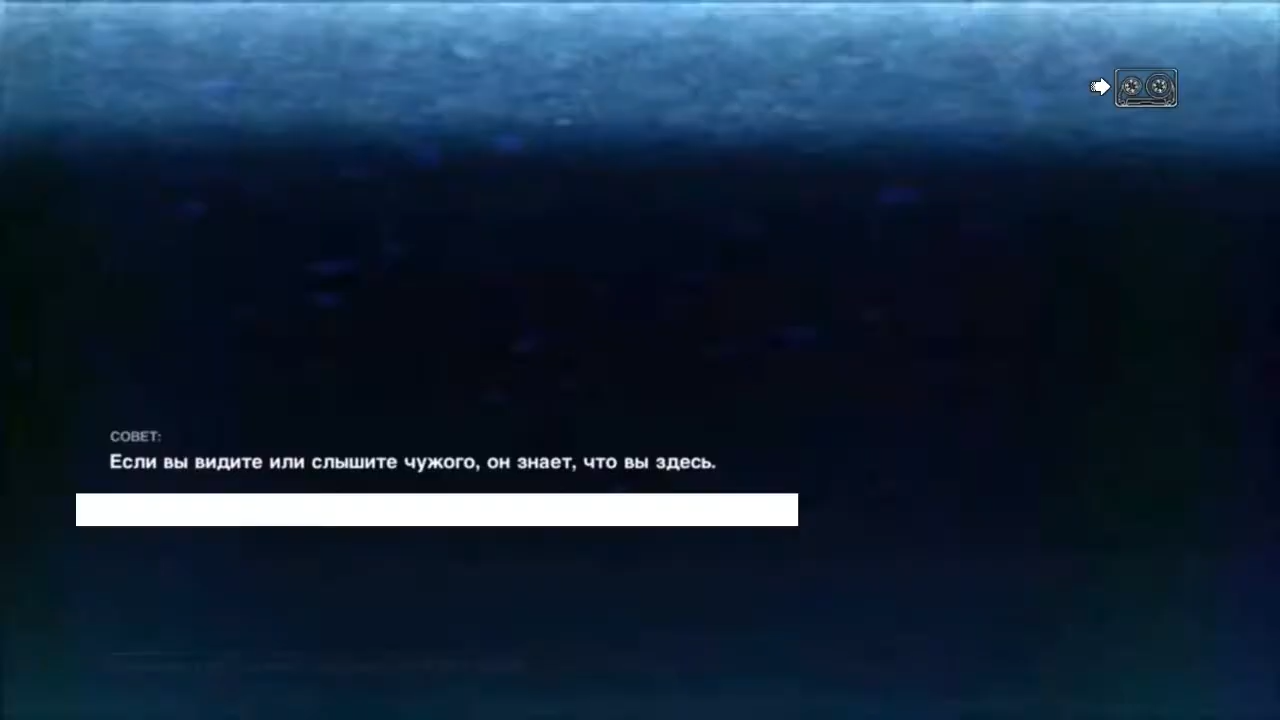 СОВЕТ:
Если вы видите или слышите чужого, он знает, что вы здесь.